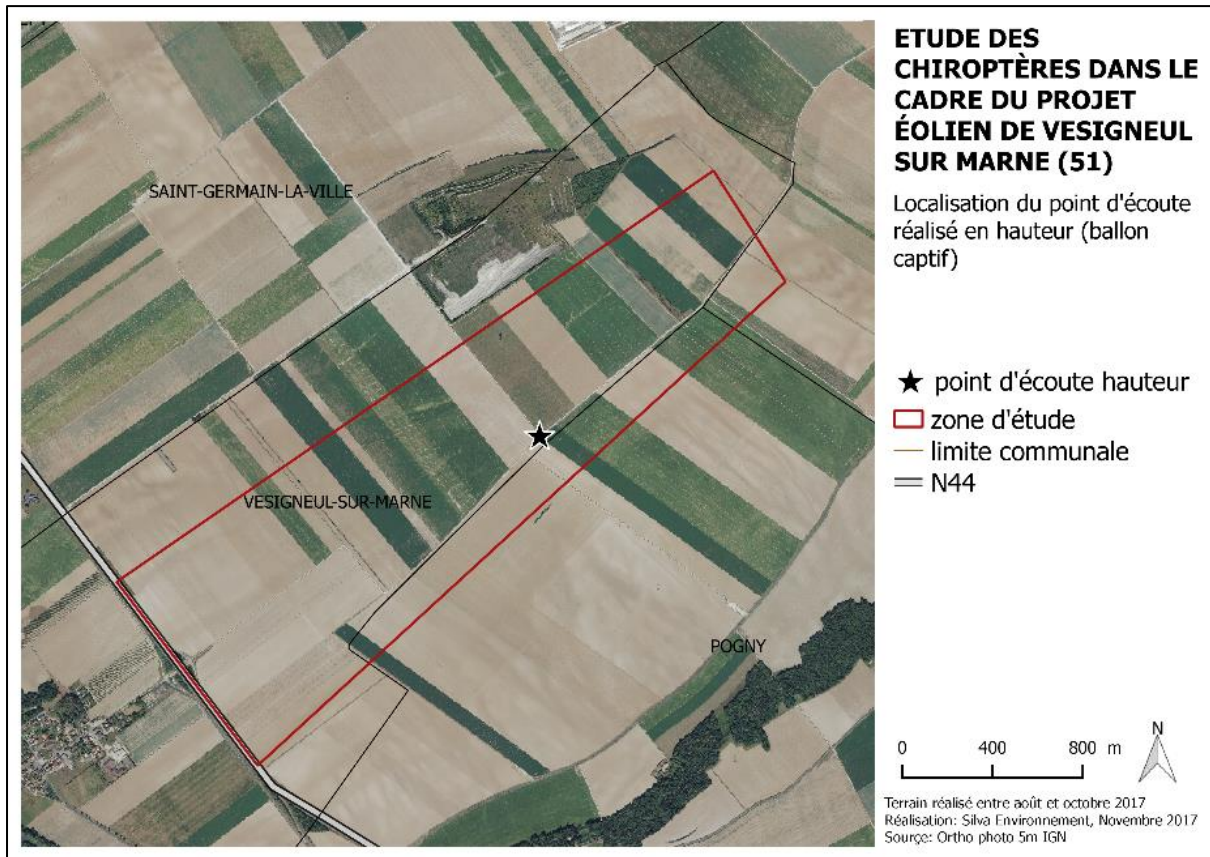 ETUDE DES
CHIROPTÈRES DANS LE
CADRE DU PROJET
ÉOLIEN DE VESIGNEUL
SUR MARNE (51)
Localisation du point d'écoute
réalisé en hauteur (ballon
captif)
point d'écoute hauteur
zone d'étude
limite communale
N44
SAINT-GERMAIN-LA-VILLE
VESIGNEUL-SUR-MARNE
POGNY
N
0 400 800 m
Terrain réalisé entre août et octobre 2017
Réalisation: Silva Environnement, Novembre 2017
Source: Ortho photo 5m IGN